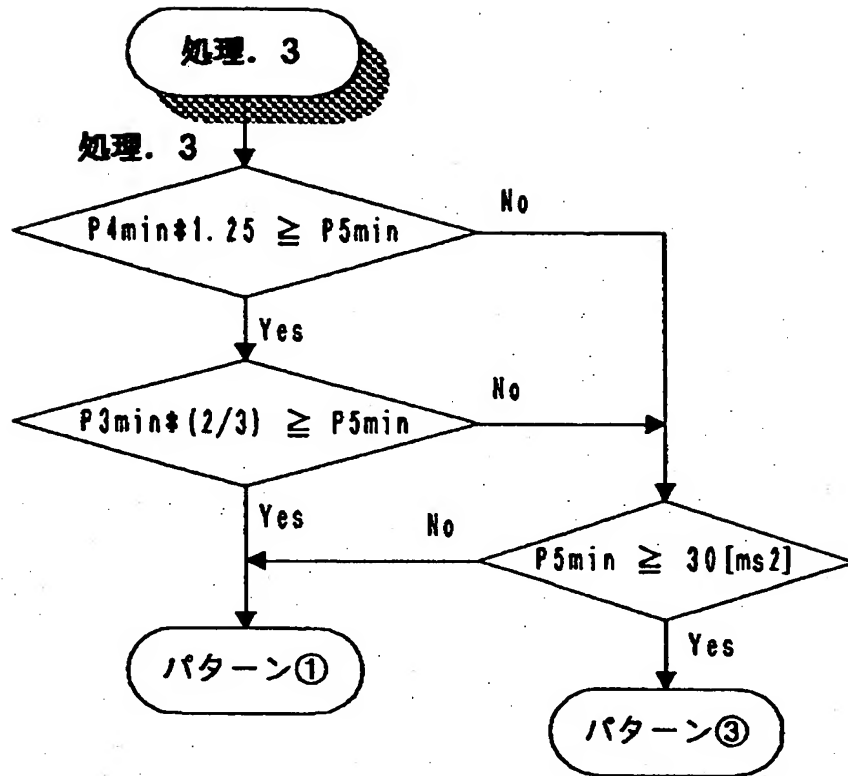 処理. 3
処理. 3
P4min*1.25 ≧ P5min
No
Yes
P3min*(2/3) ≧ P5min
No
Yes
No
P5min ≧ 30[ms2]
Yes
パターン①
パターン③